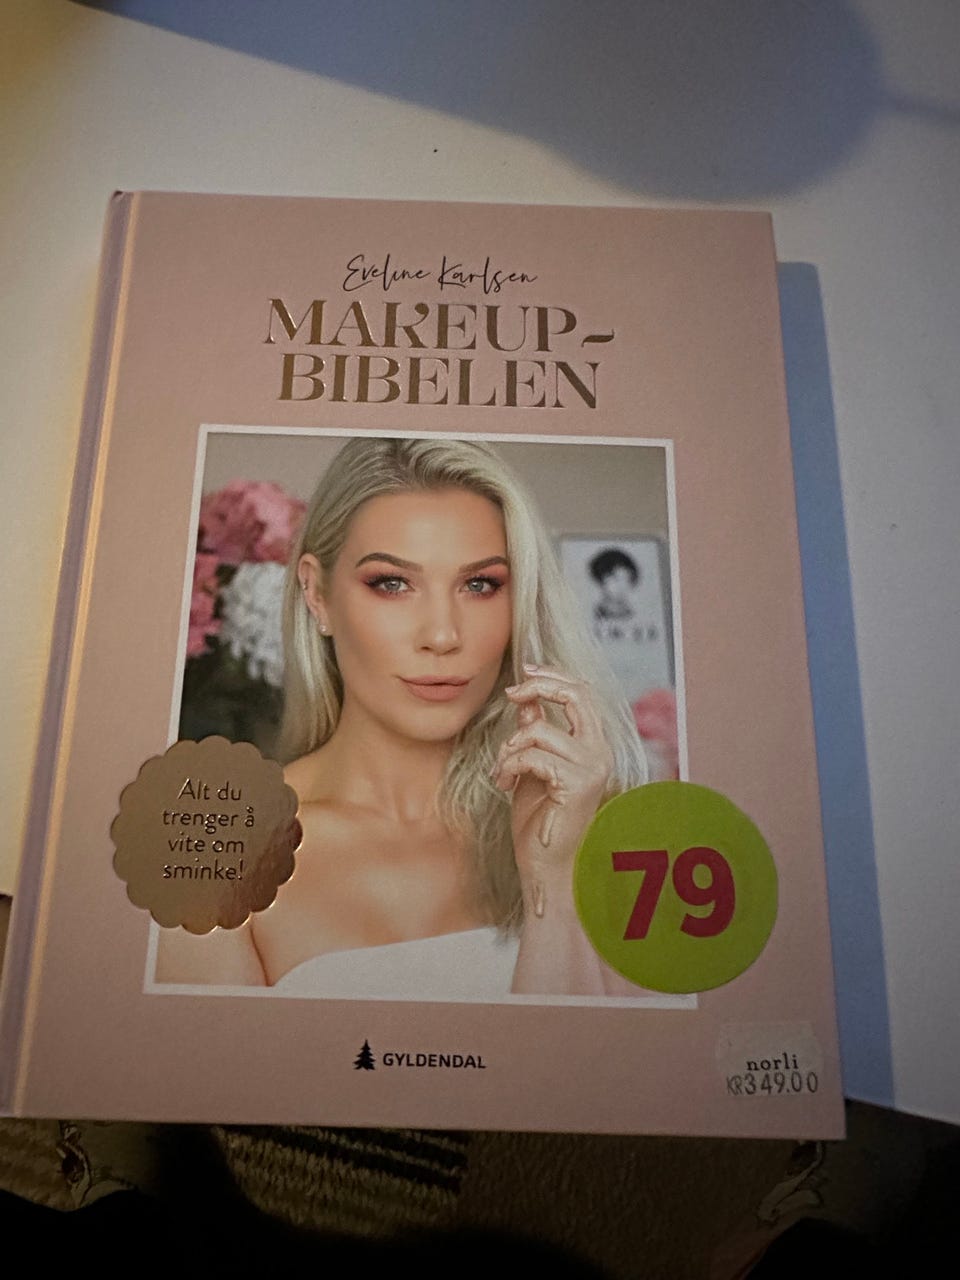 Eveline Karlsen
MAKEUP-
BIBELEN
Alt du
trenger å
vite om
sminke!
79
GYLDENDAL
norli
KR349.00